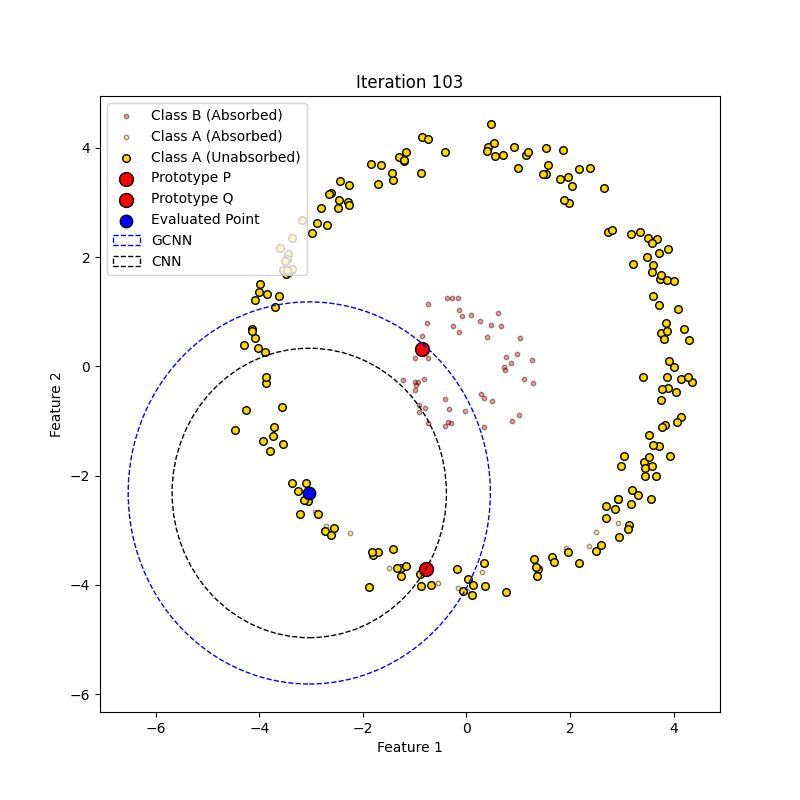 Iteration 103
Class B (Absorbed)
Class A (Absorbed)
Class A (Unabsorbed)
Prototype P
Prototype Q
Evaluated Point
GCNN
CNN
4
2
0
−2
−4
−6
Feature 2
−6
−4
−2
0
2
4
Feature 1